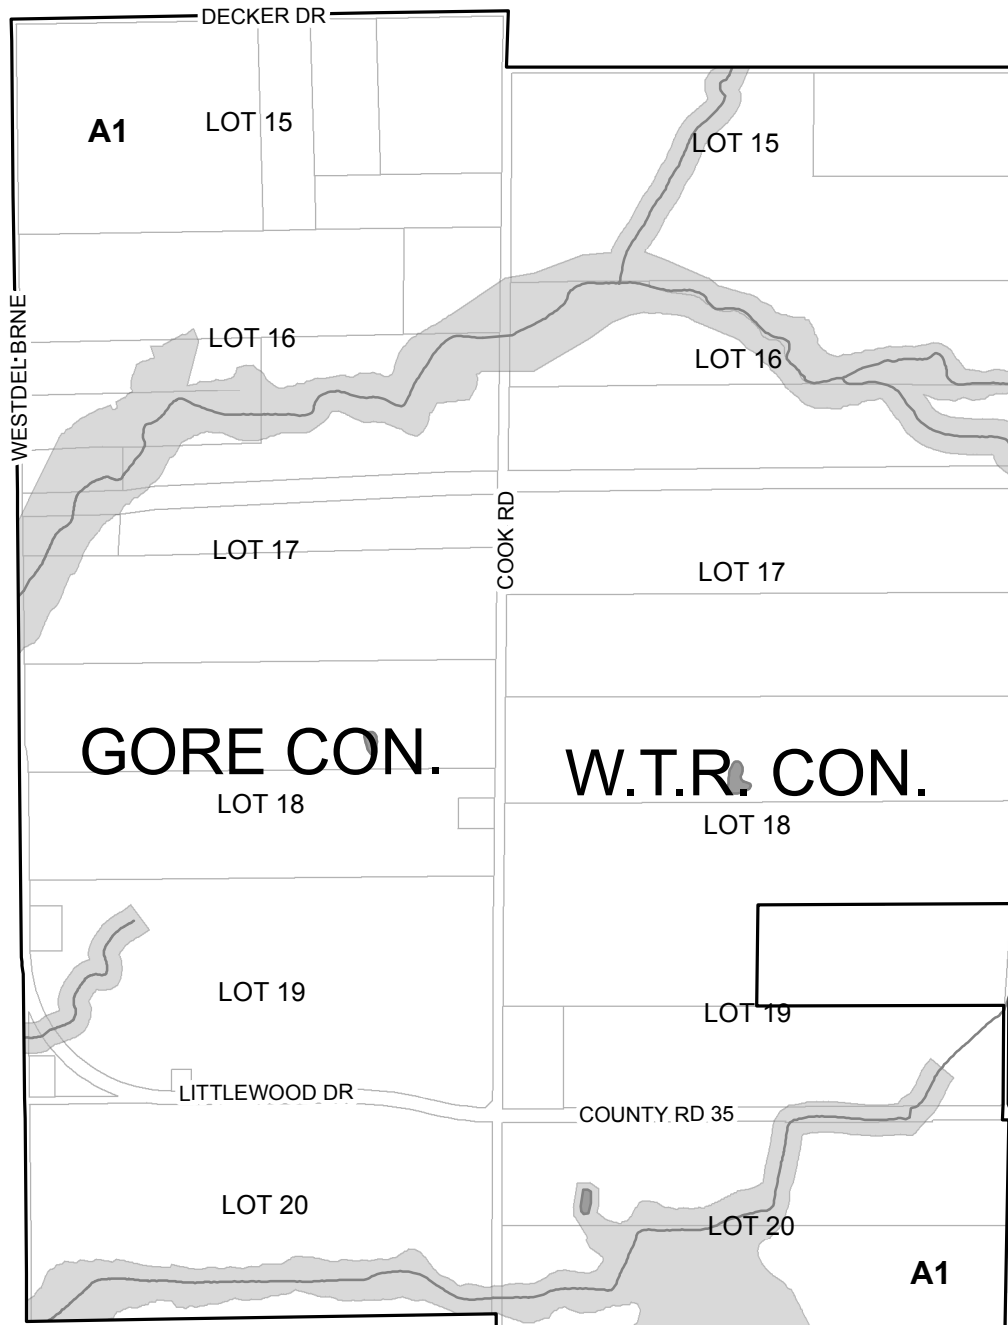 DECKER DR
A1
LOT 15
LOT 15
WESTDEL BRNE
LOT 16
LOT 16
COOK RD
LOT 17
LOT 17
GORE CON.
W.T.R. CON.
LOT 18
LOT 18
LOT 19
LOT 19
LITTLEWOOD DR
COUNTY RD 35
LOT 20
LOT 20
A1